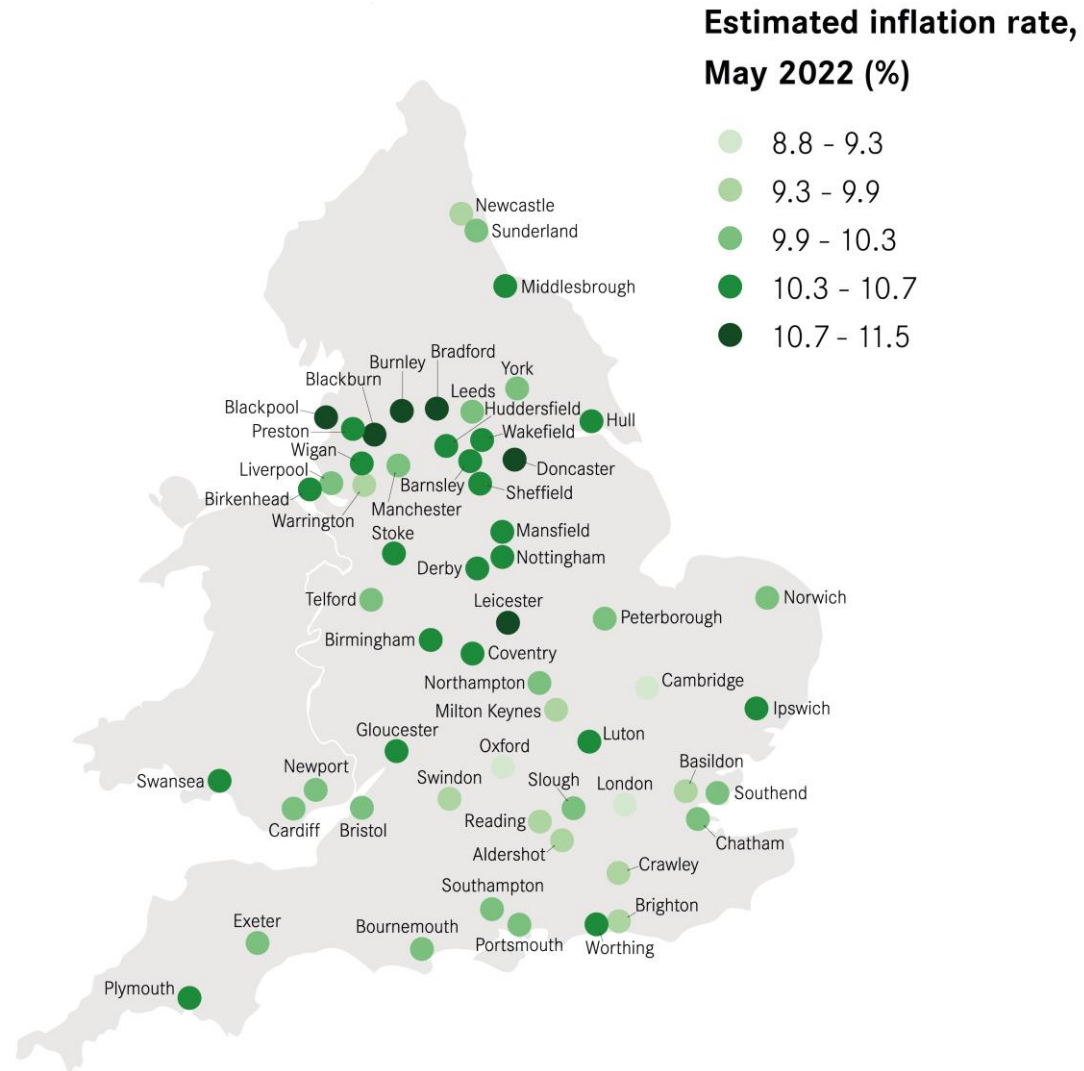 Estimated inflation rate,
May 2022 (%)
8.8 - 9.3
9.3 - 9.9
9.9 - 10.3
10.3 - 10.7
10.7 - 11.5
Newcastle
Sunderland
Middlesbrough
Bradford
Burnley
York
Blackburn
Leeds
Blackpool
Huddersfield
Hull
Preston
Wakefield
Wigan
Liverpool
Doncaster
Barnsley
Sheffield
Birkenhead
Manchester
Warrington
Stoke
Mansfield
Nottingham
Derby
Telford
Leicester
Norwich
Peterborough
Birmingham
Coventry
Northampton
Cambridge
Milton Keynes
Ipswich
Gloucester
Luton
Oxford
Basildon
Newport
Swindon
Slough
London
Swansea
Southend
Reading
Cardiff
Bristol
Chatham
Aldershot
Crawley
Southampton
Brighton
Exeter
Bournemouth
Portsmouth
Worthing
Plymouth